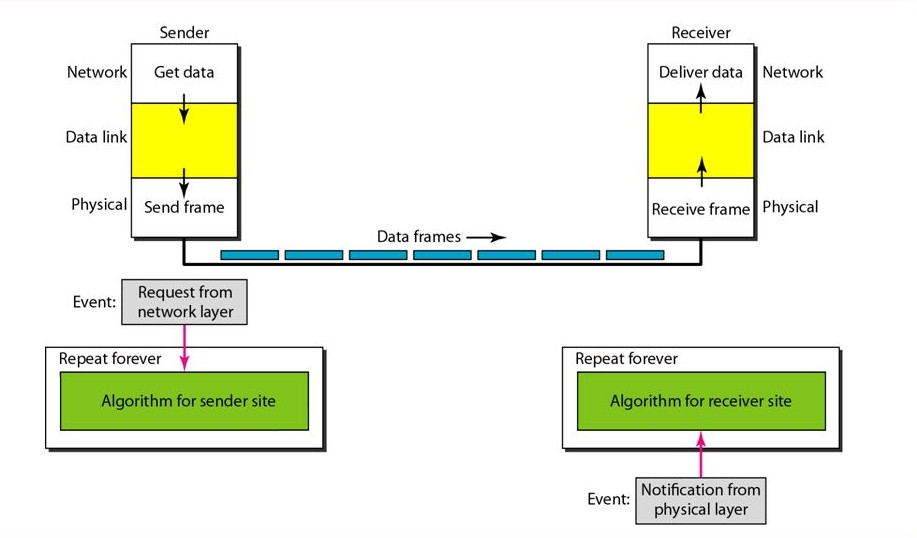 Sender
Receiver
Network
Get data
Deliver data
Network
Data link
Data link
Physical
Send frame
Receive frame
Physical
Data frames
Event:
Request from
network layer
Repeat forever
Algorithm for sender site
Repeat forever
Algorithm for receiver site
Event:
Notification from
physical layer